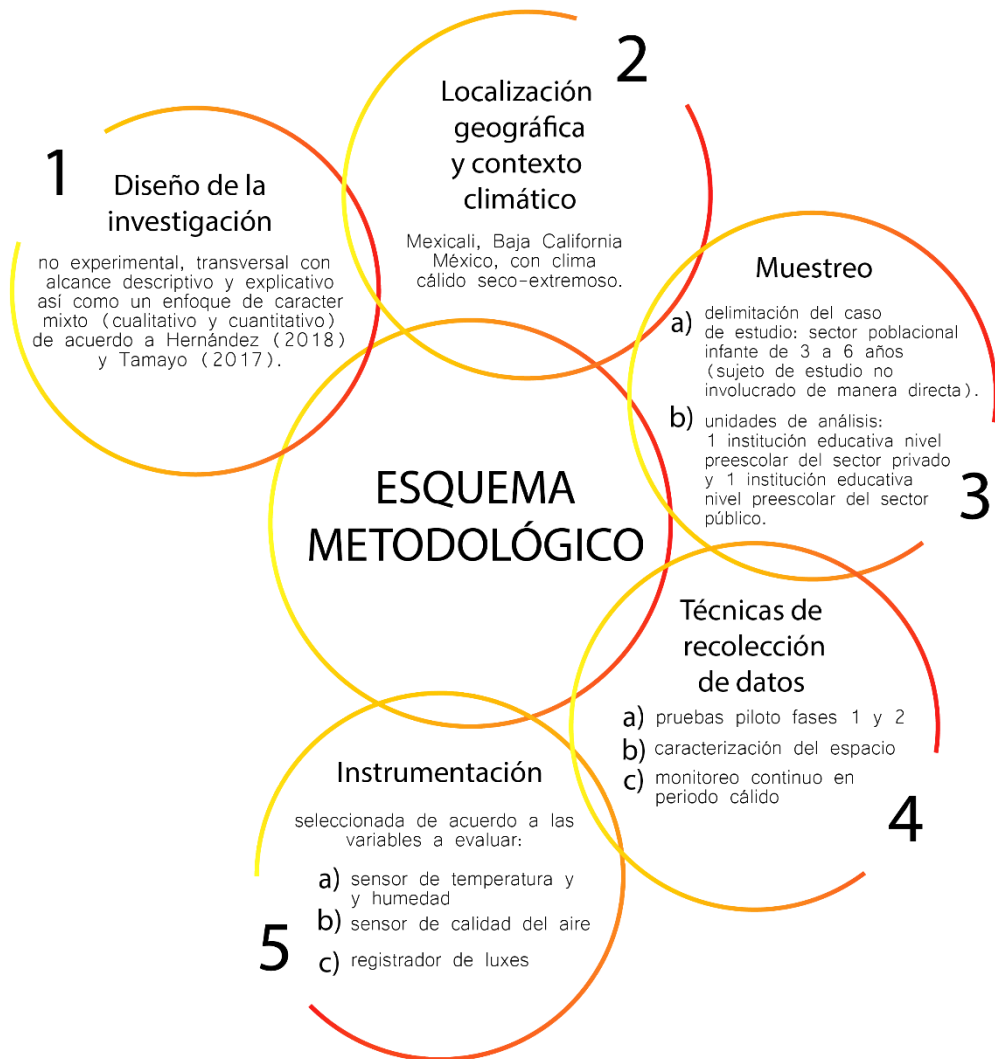 ESQUEMA
METODOLÓGICO
1
Diseño de la
investigación
no experimental, transversal con
alcance descriptivo y explicativo
así como un enfoque de caracter
mixto (cualitativo y cuantitativo)
de acuerdo a Hernández (2018)
y Tamayo (2017).
2
Localización
geográfica
y contexto
climático
Mexicali, Baja California
México, con clima
cálido seco-extremoso.
Muestreo
a) delimitación del caso
de estudio: sector poblacional
infante de 3 a 6 años
(sujeto de estudio no
involucrado de manera directa).
b) unidades de análisis:
1 institución educativa nivel
preescolar del sector privado
y 1 institución educativa
nivel preescolar del sector
público.
3
Técnicas de
recolección
de datos
a) pruebas piloto fases 1 y 2
b) caracterización del espacio
c) monitoreo continuo en
periodo cálido
4
Instrumentación
seleccionada de acuerdo a las
variables a evaluar:
a) sensor de temperatura y
y humedad
b) sensor de calidad del aire
c) registrador de luxes
5